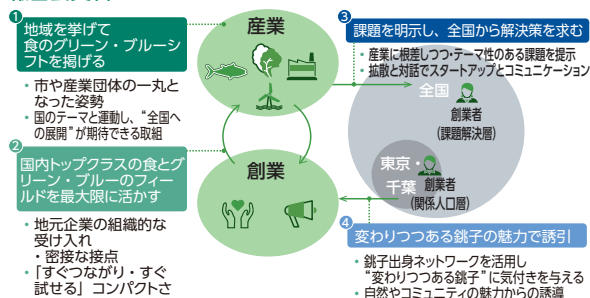 ❶
地域を挙げて
食のグリーン・ブルーシ
フトを掲げる
・市や産業団体の一丸と
なった姿勢
・国のテーマと連動し、“全国へ
の展開”が期待できる取組
❷
国内トップクラスの食とグ
リーン・ブルーのフィー
ルドを最大限に活かす
・地元企業の組織的な
受け入れ
・密接な接点
・「すぐつながり・すぐ
試せる」コンパクトさ
産業
創業
❸
課題を明示し、全国から解決策を求む
・産業に根差しつつ・テーマ性のある課題を提示
・拡散と対話でスタートアップとコミュニケーション
全国
創業者
(課題解決層)
東京・
千葉
創業者
(関係人口層)
❹
変わりつつある銚子の魅力で誘引
・銚子出身ネットワークを活用し
“変わりつつある銚子”に気付きを与える
・自然やコミュニティの魅力からの誘導